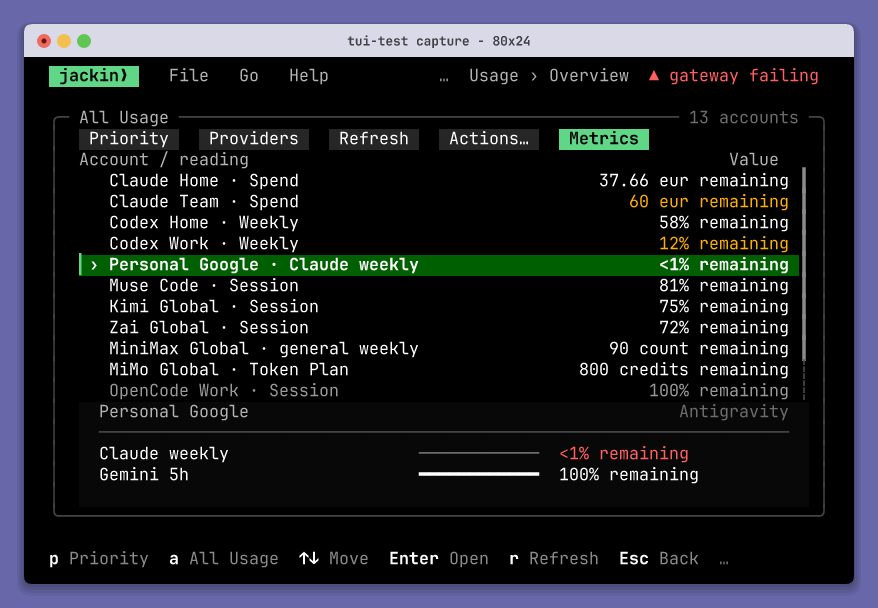 tui-test capture - 80x24
jackin❯ File Go Help … Usage › Overview ▲ gateway failing
All Usage 13 accounts
Priority Providers Refresh Actions… Metrics
Account / reading Value
Claude Home · Spend 37.66 eur remaining
Claude Team · Spend 60 eur remaining
Codex Home · Weekly 58% remaining
Codex Work · Weekly 12% remaining
› Personal Google · Claude weekly <1% remaining
Muse Code · Session 81% remaining
Kimi Global · Session 75% remaining
Zai Global · Session 72% remaining
MiniMax Global · general weekly 90 count remaining
MiMo Global · Token Plan 800 credits remaining
OpenCode Work · Session 100% remaining
Personal Google Antigravity
Claude weekly <1% remaining
Gemini 5h 100% remaining
p Priority a All Usage ↑↓ Move Enter Open r Refresh Esc Back …